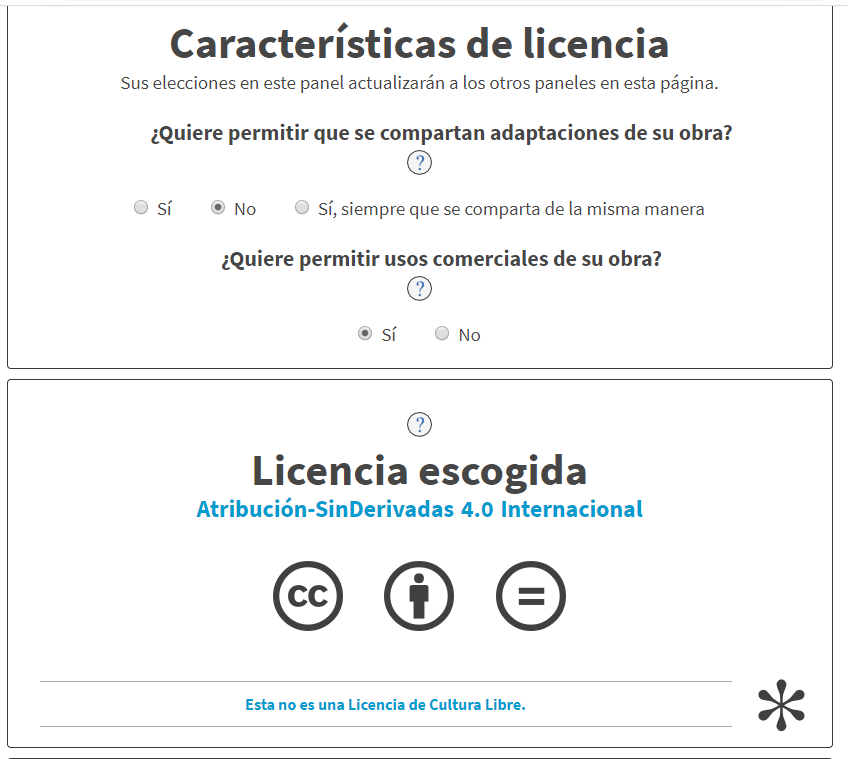 Características de licencia
Sus elecciones en este panel actualizarán a los otros paneles en esta página.
¿Quiere permitir que se compartan adaptaciones de su obra?
?
Sí No Sí, siempre que se comparta de la misma manera
¿Quiere permitir usos comerciales de su obra?
?
Sí No
?
Licencia escogida
Atribución-SinDerivadas 4.0 Internacional
cc =
Esta no es una Licencia de Cultura Libre.